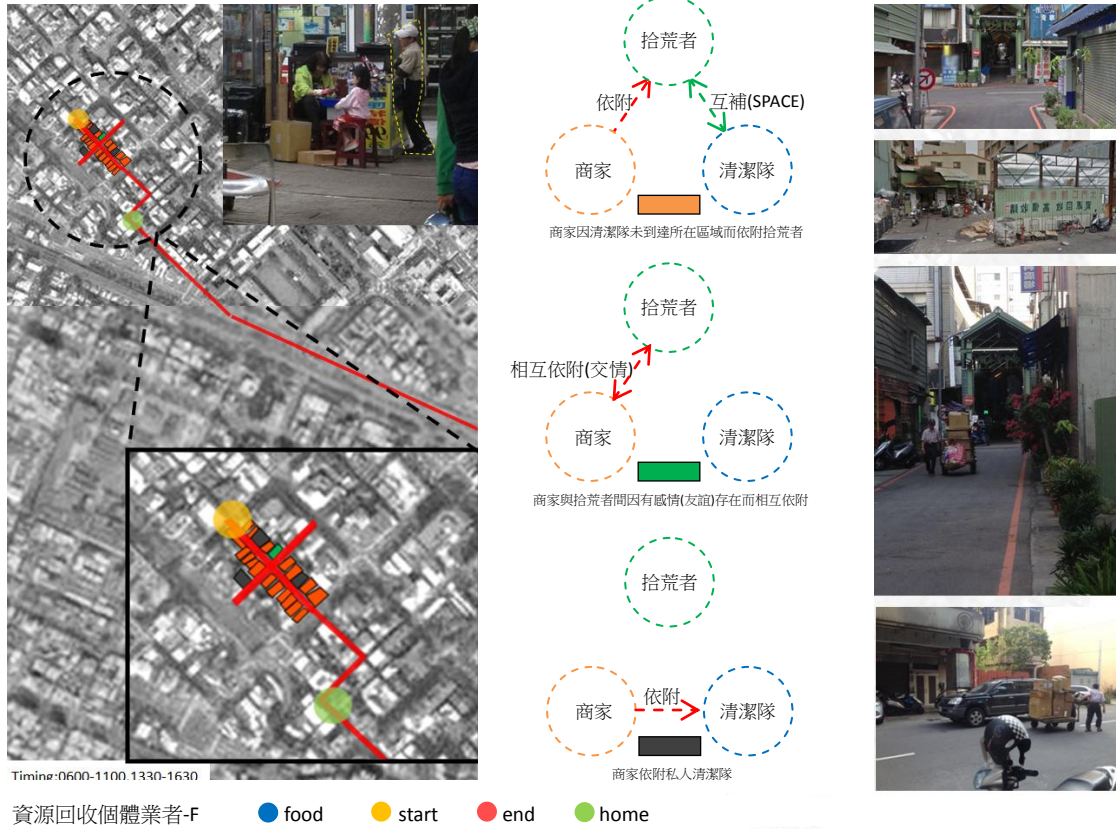 拾荒者
依附
互補(SPACE)
商家
清潔隊
商家因清潔隊未到達所在區域而依附拾荒者
拾荒者
相互依附(交情)
商家
清潔隊
商家與拾荒者間因有感情(友誼)存在而相互依附
拾荒者
商家
依附
清潔隊
商家依附私人清潔隊
Timing:0600-1100,1330-1630
資源回收個體業者-F
food
start
end
home